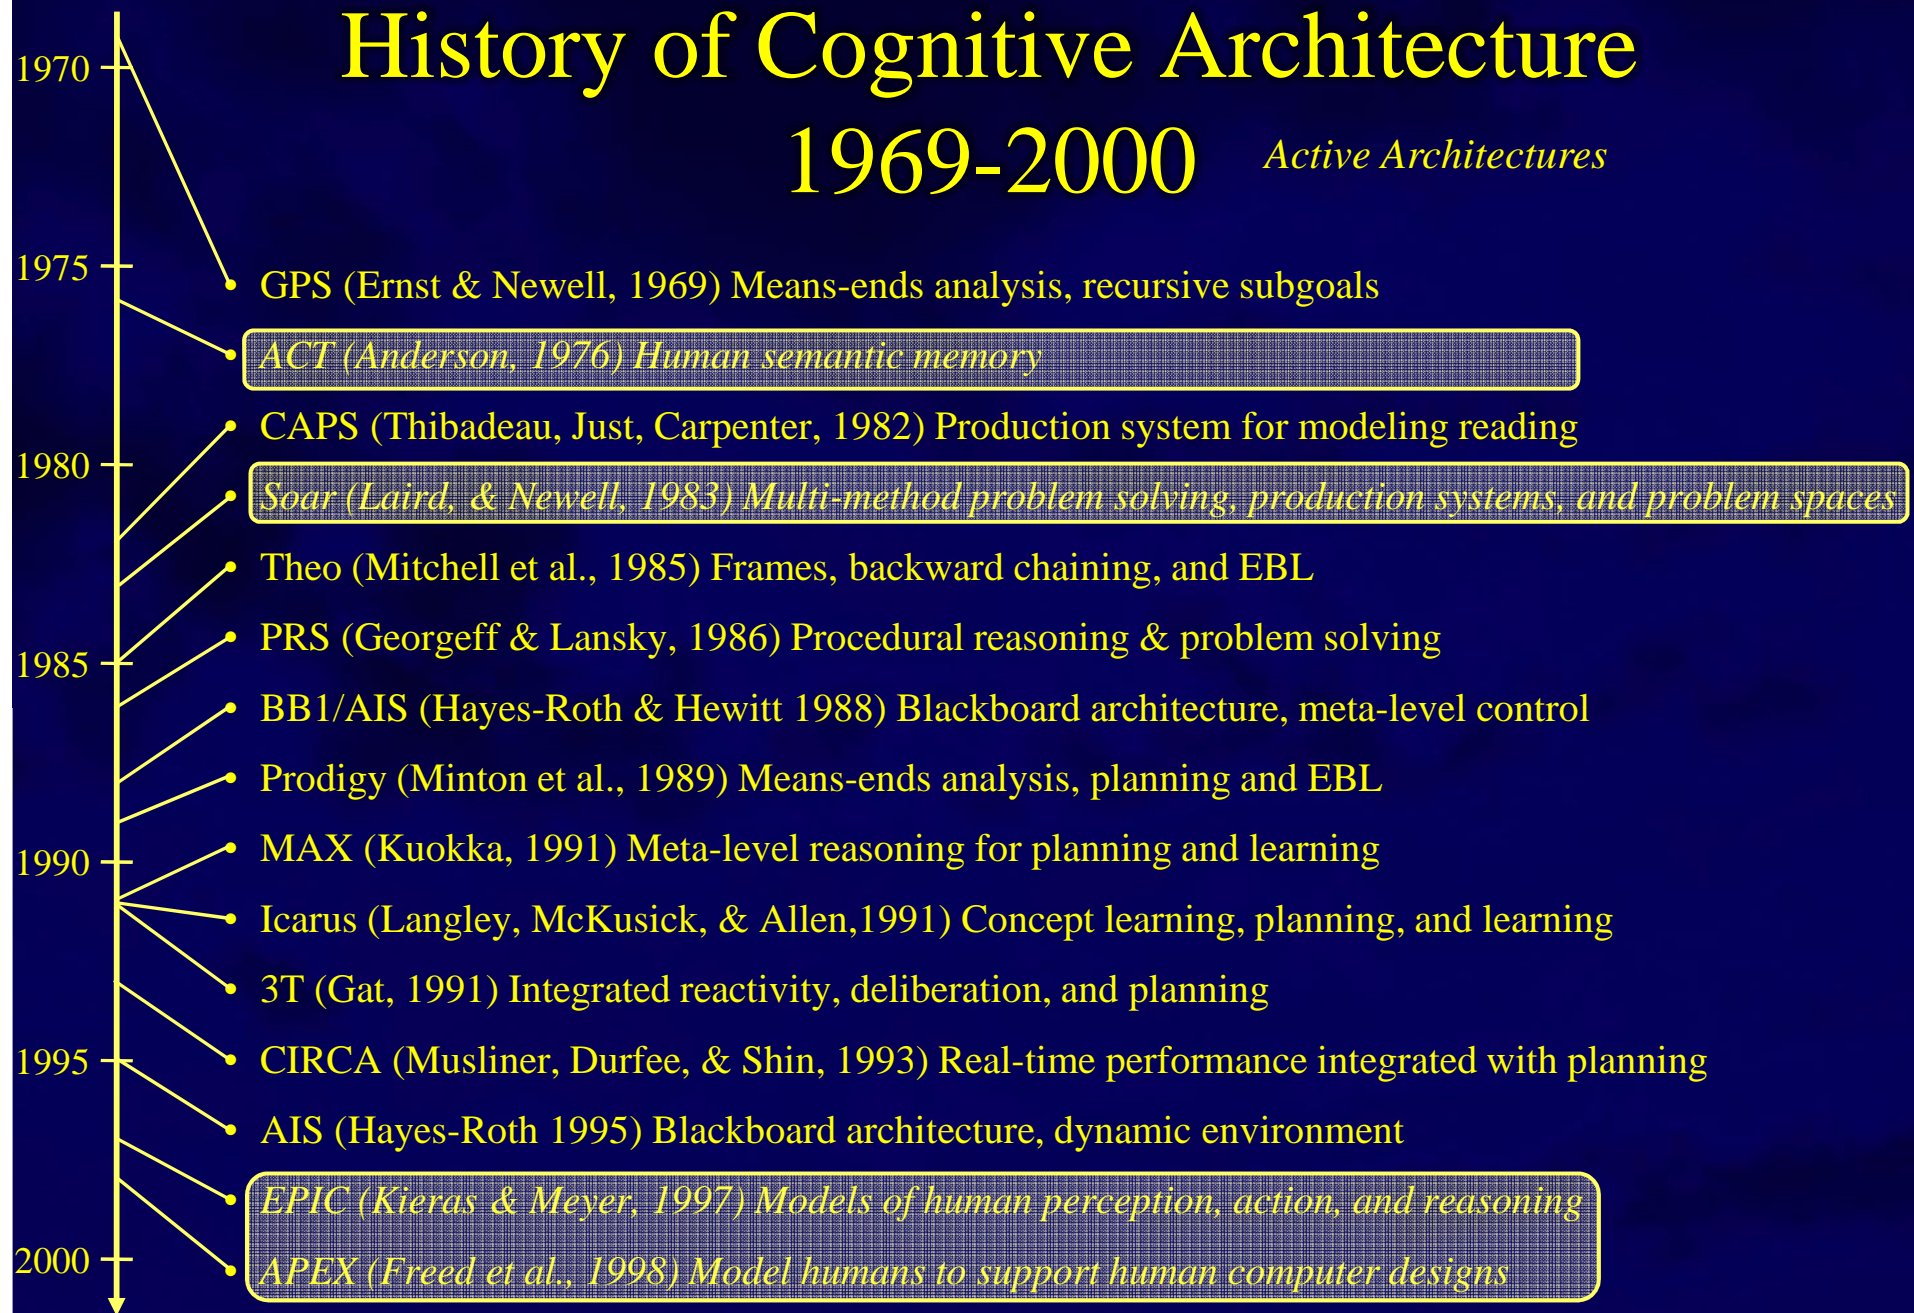 History of Cognitive Architecture
1969-2000
Active Architectures
1970
1975
1980
1985
1990
1995
2000
GPS (Ernst & Newell, 1969) Means-ends analysis, recursive subgoals
ACT (Anderson, 1976) Human semantic memory
CAPS (Thibadeau, Just, Carpenter, 1982) Production system for modeling reading
Soar (Laird, & Newell, 1983) Multi-method problem solving, production systems, and problem spaces
Theo (Mitchell et al., 1985) Frames, backward chaining, and EBL
PRS (Georgeff & Lansky, 1986) Procedural reasoning & problem solving
BB1/AIS (Hayes-Roth & Hewitt 1988) Blackboard architecture, meta-level control
Prodigy (Minton et al., 1989) Means-ends analysis, planning and EBL
MAX (Kuokka, 1991) Meta-level reasoning for planning and learning
Icarus (Langley, McKusick, & Allen,1991) Concept learning, planning, and learning
3T (Gat, 1991) Integrated reactivity, deliberation, and planning
CIRCA (Musliner, Durfee, & Shin, 1993) Real-time performance integrated with planning
AIS (Hayes-Roth 1995) Blackboard architecture, dynamic environment
EPIC (Kieras & Meyer, 1997) Models of human perception, action, and reasoning
APEX (Freed et al., 1998) Model humans to support human computer designs